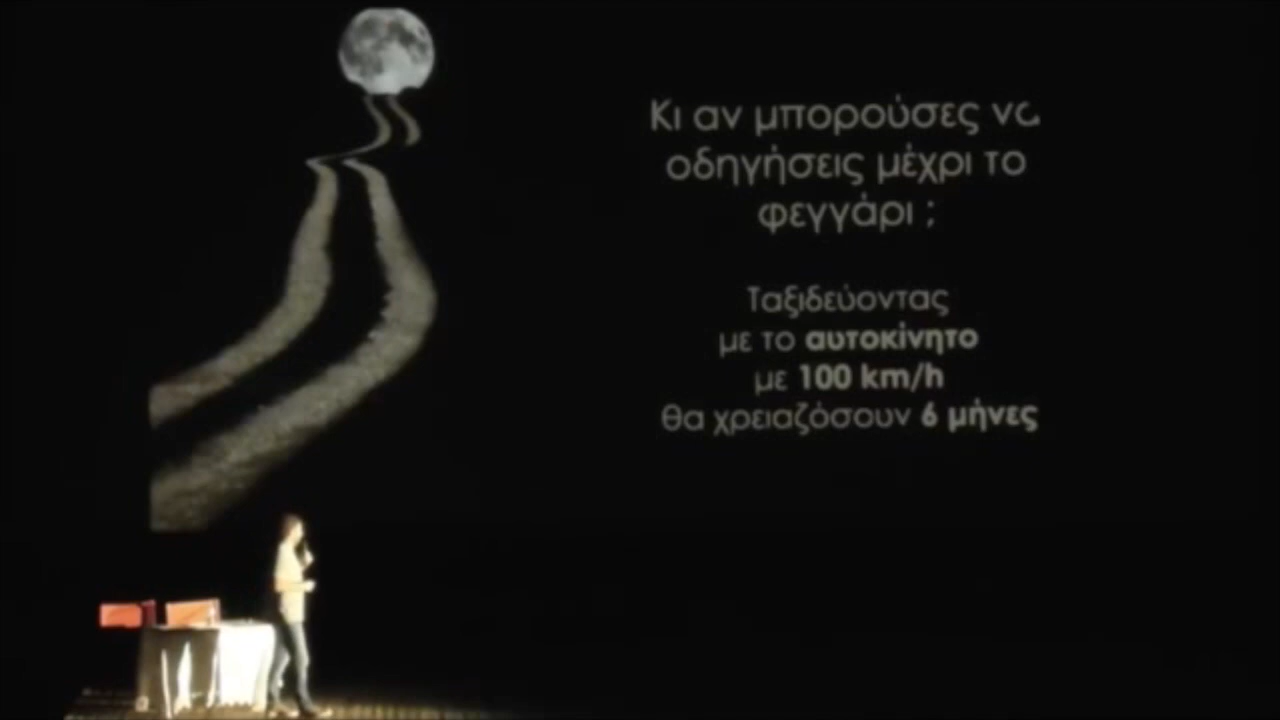 Κι αν μπορούσες να
οδηγήσεις μέχρι το
φεγγάρι ;
Ταξιδεύοντας
με το αυτοκίνητο
με 100 km/h
θα χρειαζόσουν 6 μήνες